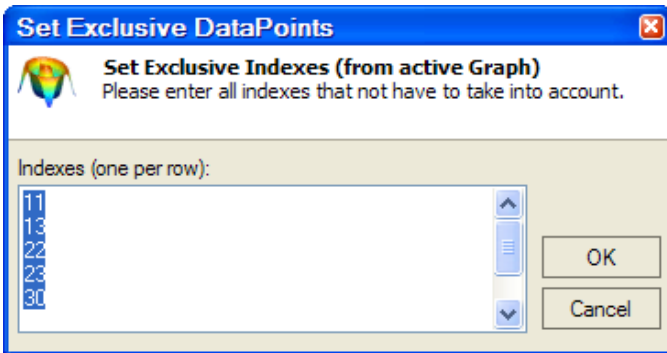 Set Exclusive DataPoints
Set Exclusive Indexes (from active Graph)
Please enter all indexes that not have to take into account.
Indexes (one per row):
11
13
22
23
30
OK
Cancel